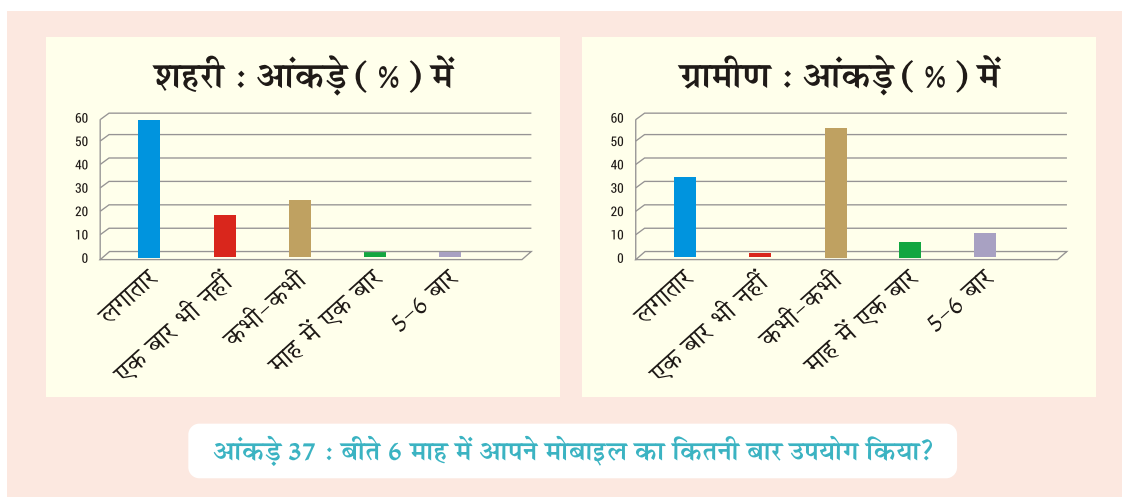 शहरी : आंकड़े ( % ) में
60
50
40
30
20
10
0
लगातार
एक बार भी नहीं
कभी-कभी
माह में एक बार
5-6 बार
ग्रामीण : आंकड़े ( % ) में
60
50
40
30
20
10
0
लगातार
एक बार भी नहीं
कभी-कभी
माह में एक बार
5-6 बार
आंकड़े 37 : बीते 6 माह में आपने मोबाइल का कितनी बार उपयोग किया?